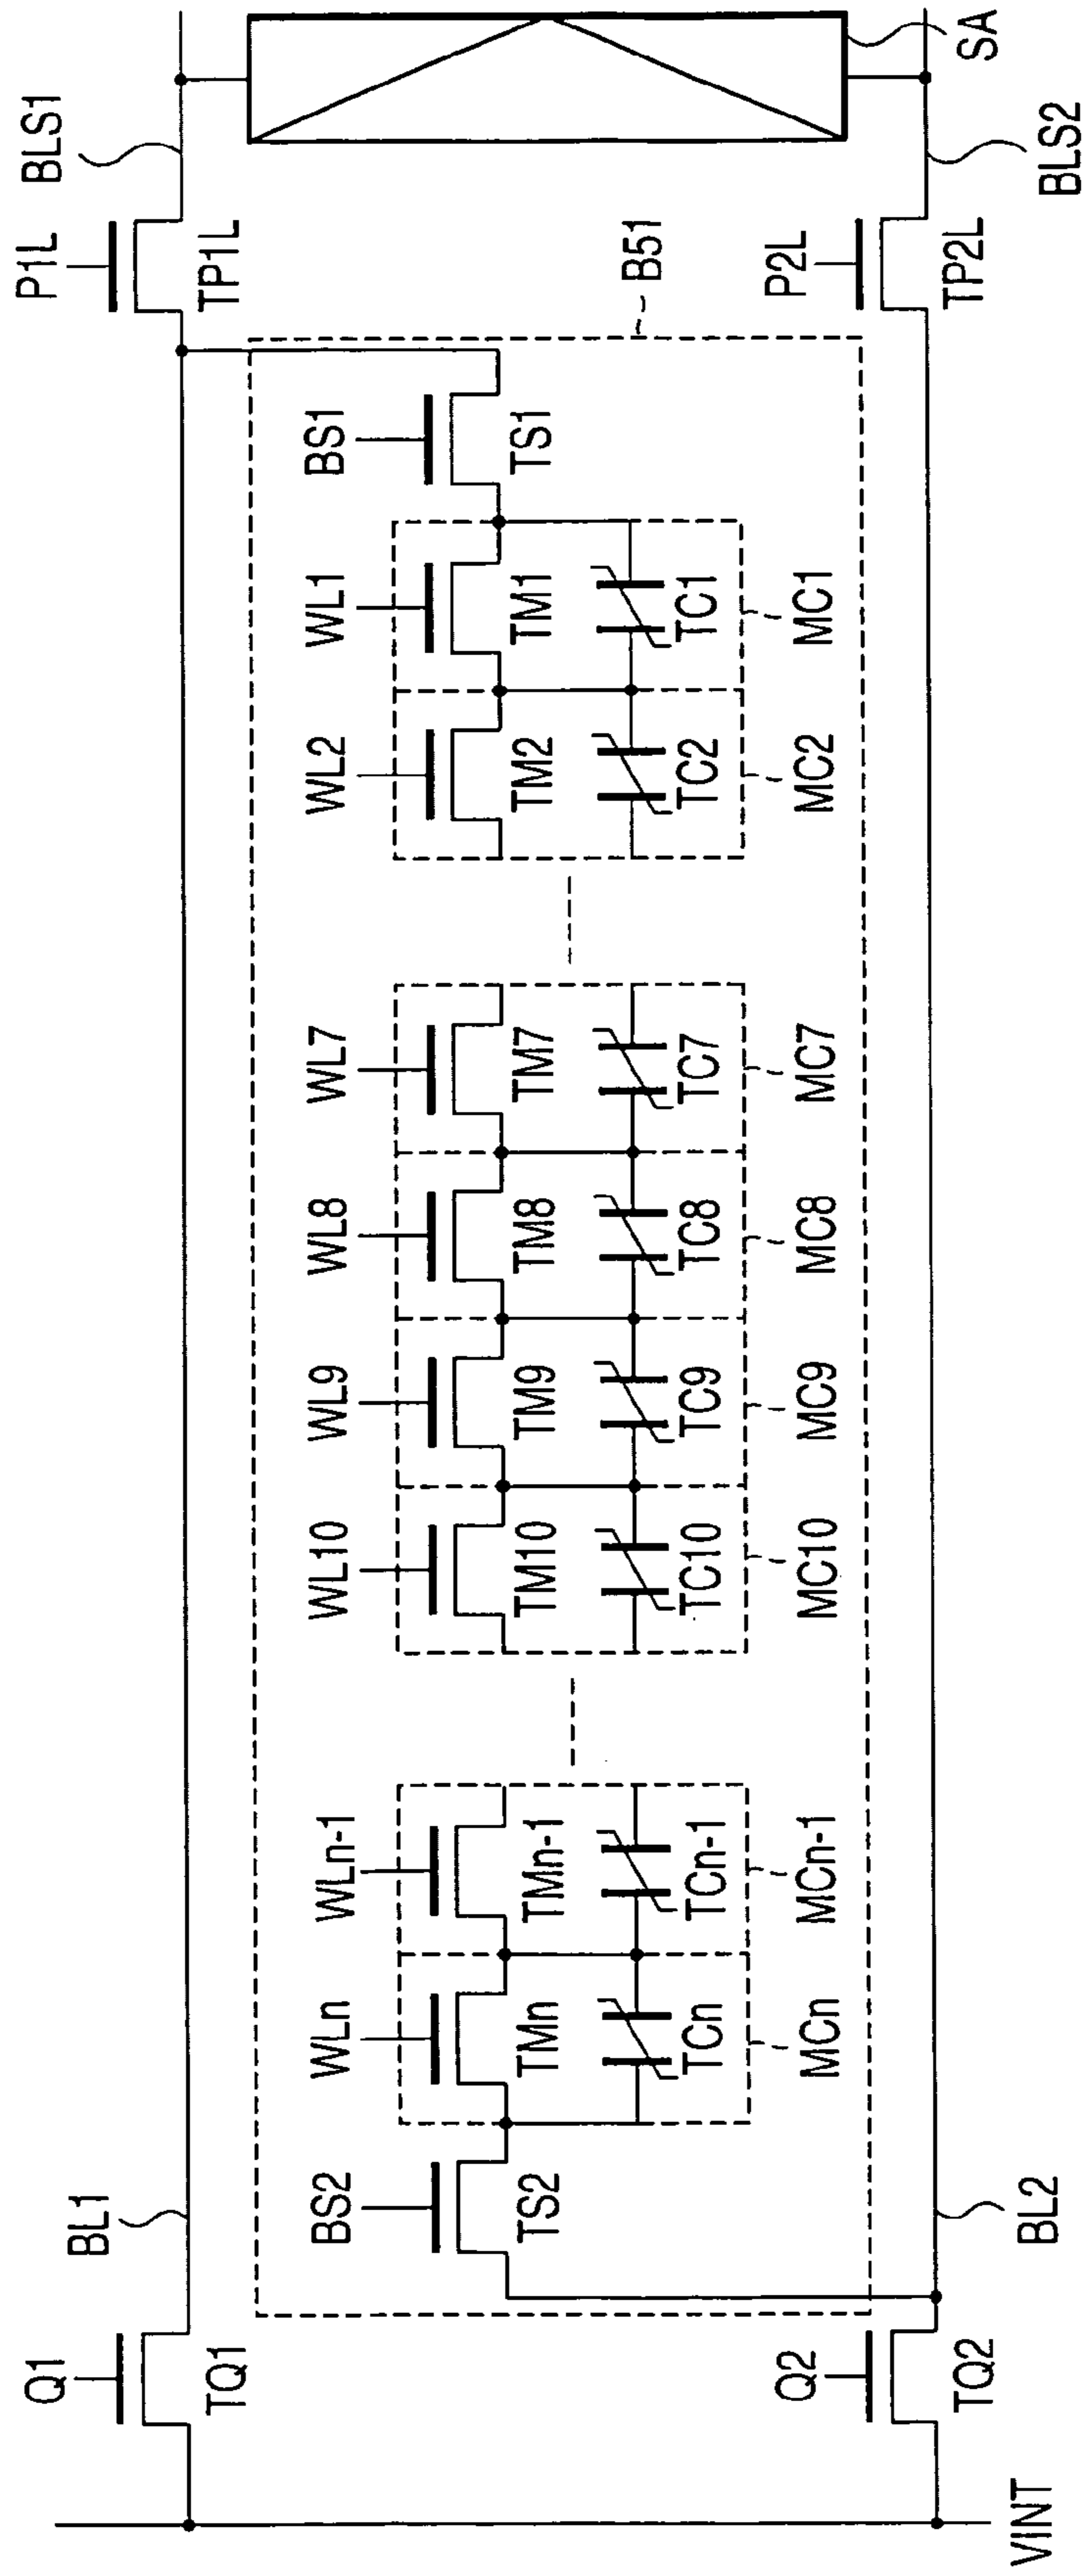 Q1
BL1
P1L
BLS1
TQ1
TP1L
BS2
WLn
WLn-1
WL10
WL9
WL8
WL7
WL2
WL1
BS1
B51
TS2
TMn
TMn-1
TM10
TM9
TM8
TM7
TM2
TM1
TS1
TCn
TCn-1
TC10
TC9
TC8
TC7
TC2
TC1
MCn
MCn-1
MC10
MC9
MC8
MC7
MC2
MC1
Q2
P2L
SA
TQ2
TP2L
VINT
BL2
BLS2